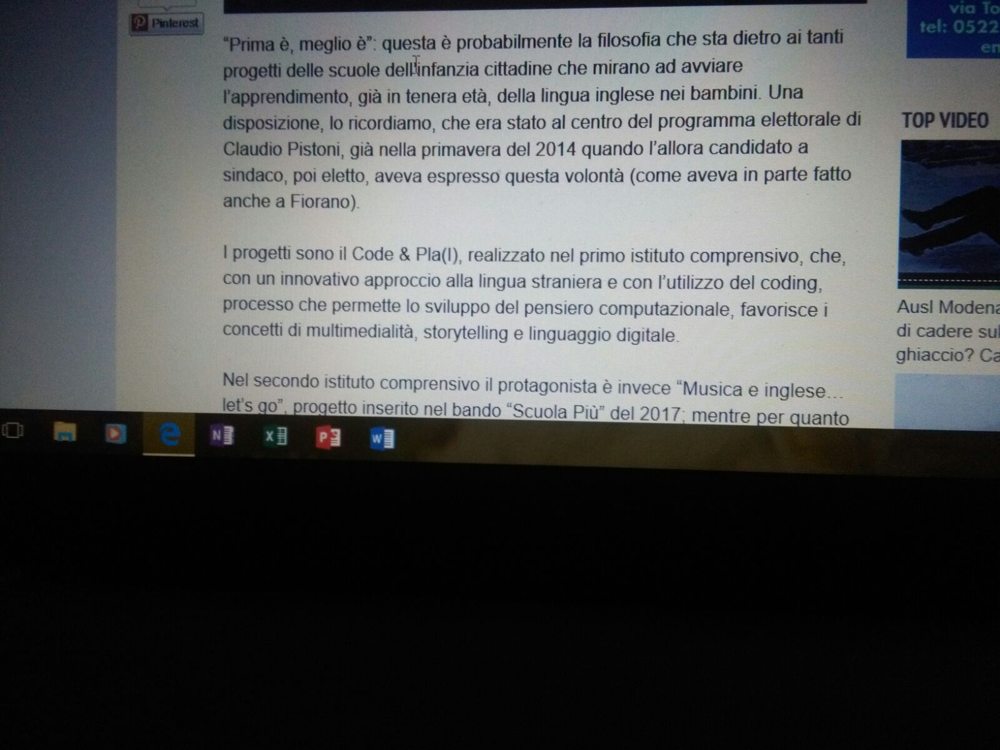 via To
tel: 0522
en
Pinterest
“Prima è, meglio è”: questa è probabilmente la filosofia che sta dietro ai tanti
progetti delle scuole dell'infanzia cittadine che mirano ad avviare
l’apprendimento, già in tenera età, della lingua inglese nei bambini. Una
disposizione, lo ricordiamo, che era stato al centro del programma elettorale di
Claudio Pistoni, già nella primavera del 2014 quando l’allora candidato a
sindaco, poi eletto, aveva espresso questa volontà (come aveva in parte fatto
anche a Fiorano).
I progetti sono il Code & Pla(I), realizzato nel primo istituto comprensivo, che,
con un innovativo approccio alla lingua straniera e con l’utilizzo del coding,
processo che permette lo sviluppo del pensiero computazionale, favorisce i
concetti di multimedialità, storytelling e linguaggio digitale.
Nel secondo istituto comprensivo il protagonista è invece “Musica e inglese…
let’s go”, progetto inserito nel bando “Scuola Più” del 2017; mentre per quanto
TOP VIDEO
Ausl Modena
di cadere sul
ghiaccio? Ca
N
X
P
W